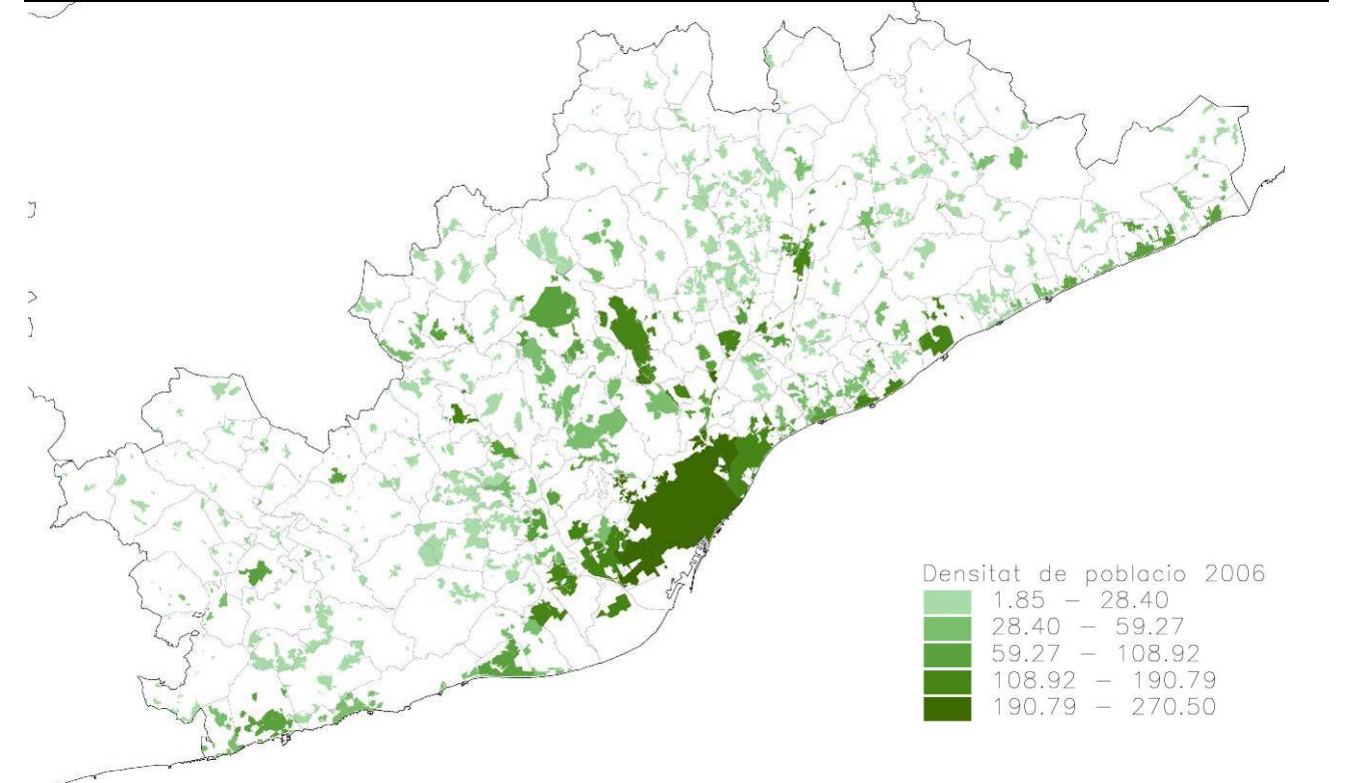 Densitat de poblacio 2006
1.85 – 28.40
28.40 – 59.27
59.27 – 108.92
108.92 – 190.79
190.79 – 270.50